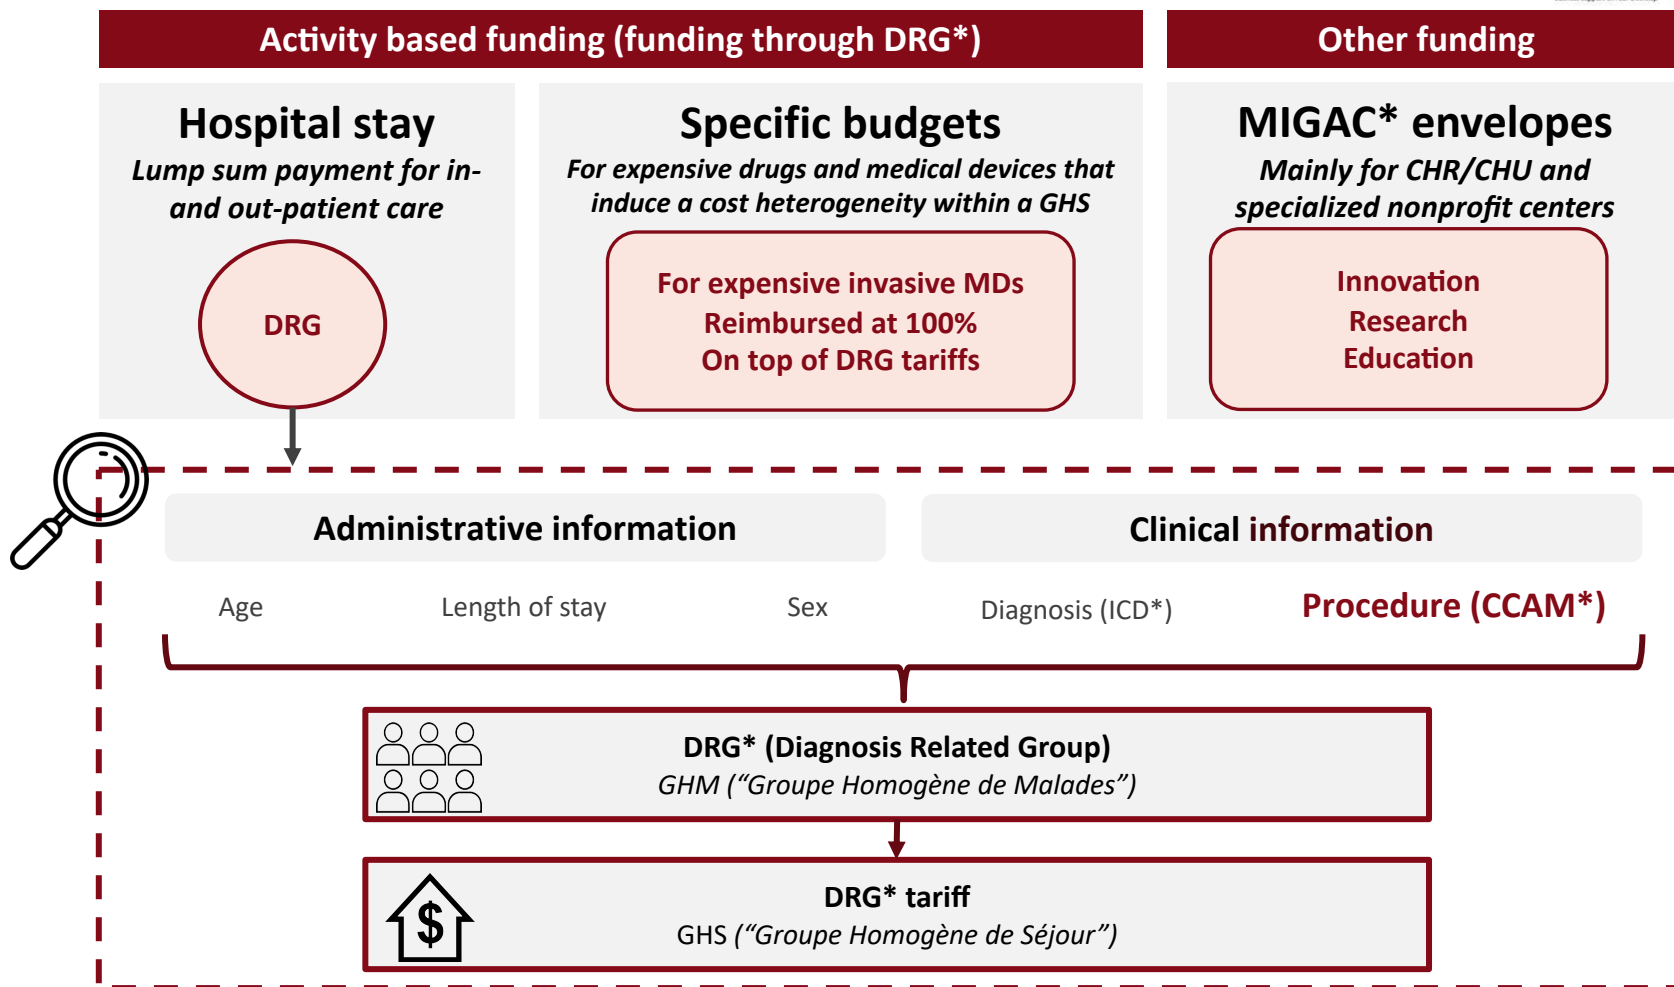 Activity based funding (funding through DRG*)
Other funding
Hospital stay
Lump sum payment for in-
and out-patient care
DRG
Specific budgets
For expensive drugs and medical devices that
induce a cost heterogeneity within a GHS
For expensive invasive MDs
Reimbursed at 100%
On top of DRG tariffs
MIGAC* envelopes
Mainly for CHR/CHU and
specialized nonprofit centers
Innovation
Research
Education
Administrative information
Clinical information
Age
Length of stay
Sex
Diagnosis (ICD*)
Procedure (CCAM*)
DRG* (Diagnosis Related Group)
GHM (“Groupe Homogène de Malades”)
$
DRG* tariff
GHS (“Groupe Homogène de Séjour”)